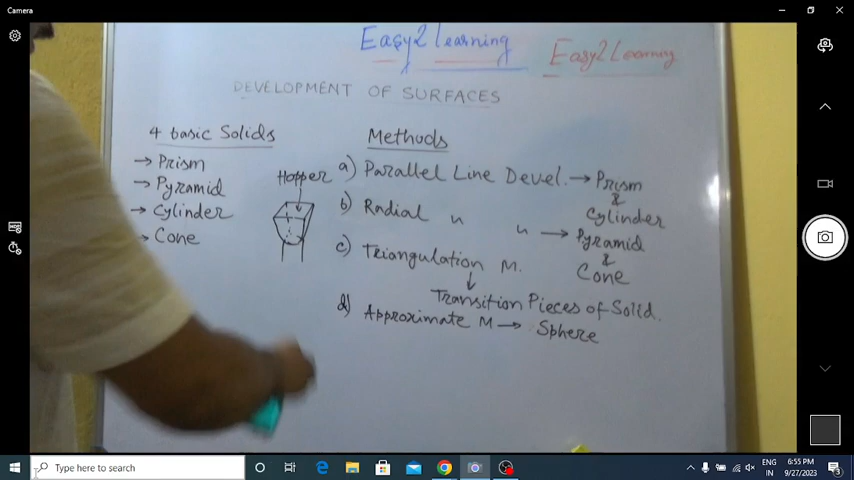 Camera
Easy2Learning
Easy2Learning
DEVELOPMENT OF SURFACES
4 basic Solids
→ Prism
→ Pyramid
→ Cylinder
→ Cone
Hopper
Methods
a) Parallel Line Devel. → Prism
&
Cylinder
b) Radial " " → Pyramid
&
Cone
c) Triangulation M.
↓
Transition Pieces of Solid.
d) Approximate M → Sphere
Type here to search
ENG
IN
6:55 PM
9/27/2023
3